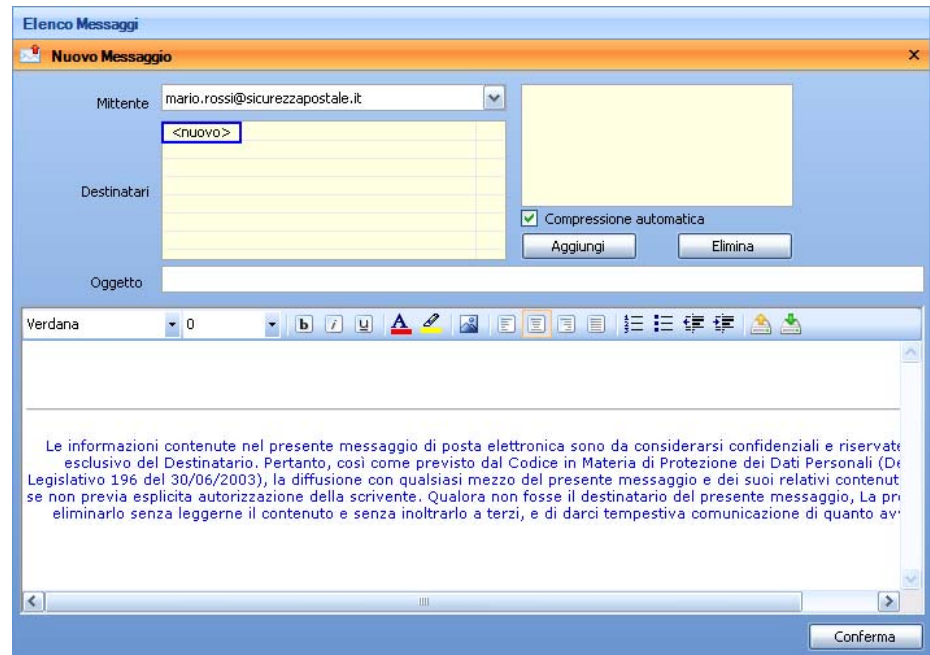 Elenco Messaggi
Nuovo Messaggio
Mittente
mario.rossi@sicurezzapostale.it
<nuovo>
Destinatari
Compressione automatica
Aggiungi
Elimina
Oggetto
Verdana
0
b i u A
Le informazioni contenute nel presente messaggio di posta elettronica sono da considerarsi confidenziali e riservate
esclusivo del Destinatario. Pertanto, così come previsto dal Codice in Materia di Protezione dei Dati Personali (De
Legislativo 196 del 30/06/2003), la diffusione con qualsiasi mezzo del presente messaggio e dei suoi relativi contenut
se non previa esplicita autorizzazione della scrivente. Qualora non fosse il destinatario del presente messaggio, La pr
eliminarlo senza leggerne il contenuto e senza inoltrarlo a terzi, e di darci tempestiva comunicazione di quanto av
Conferma